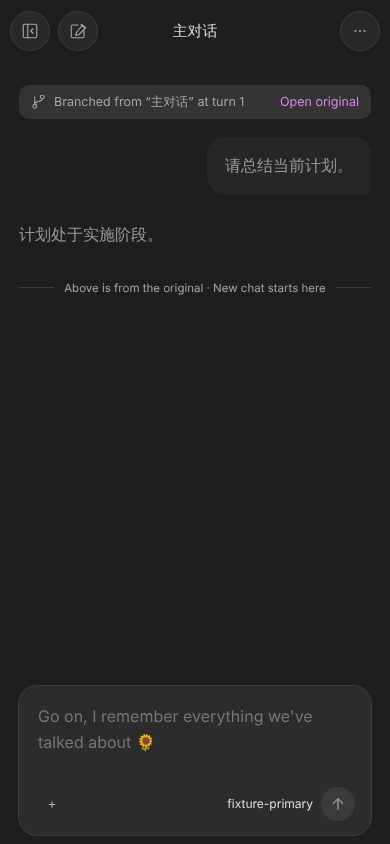 主对话
Branched from “主对话” at turn 1
Open original
请总结当前计划。
计划处于实施阶段。
Above is from the original · New chat starts here
Go on, I remember everything we've
talked about 🌻
+
fixture-primary